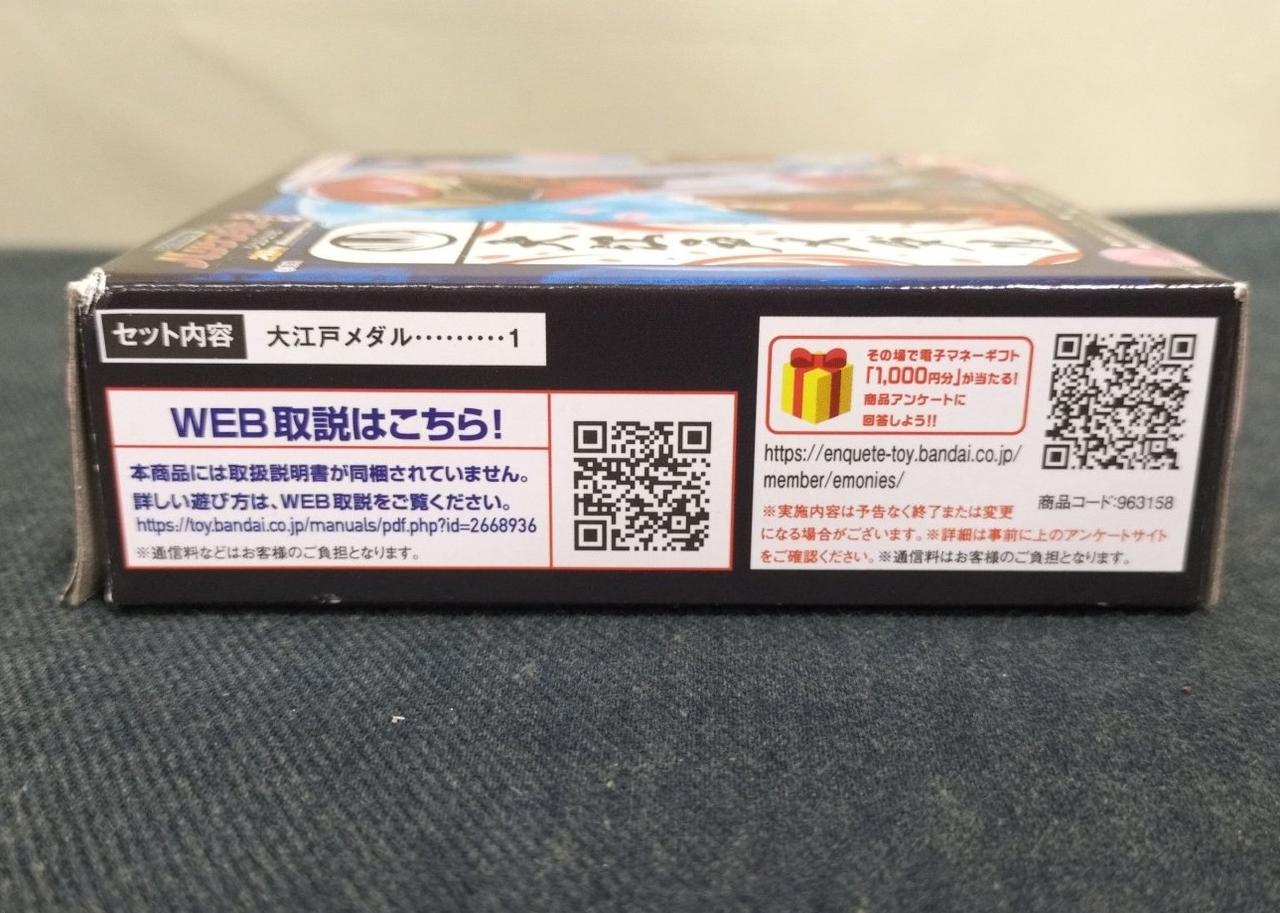 セット内容 大江戸メダル………1
WEB取説はこちら!
本商品には取扱説明書が同梱されていません。
詳しい遊び方は、WEB取説をご覧ください。
https://toy.bandai.co.jp/manuals/pdf.php?id=2668936
※通信料などはお客様のご負担となります。
その場で電子マネーギフト
「1,000円分」が当たる!
商品アンケートに
回答しよう!!
https://enquete-toy.bandai.co.jp/
member/emonies/
商品コード:963158
※実施内容は予告なく終了または変更
になる場合がございます。※詳細は事前に上のアンケートサイト
をご確認ください。※通信料はお客様のご負担となります。